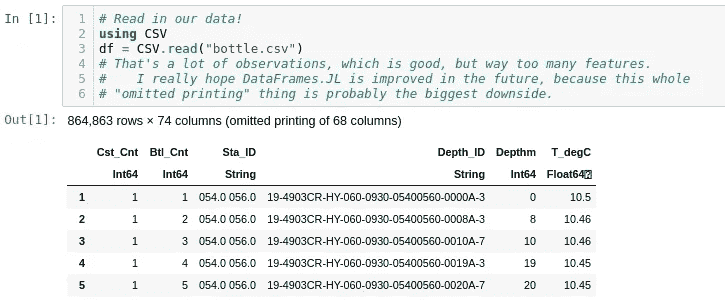 In [1]:
1 # Read in our data!
2 using CSV
3 df = CSV.read("bottle.csv")
4 # That's a lot of observations, which is good, but way too many features.
5 #    I really hope DataFrames.JL is improved in the future, because this whole
6 # "omitted printing" thing is probably the biggest downside.
Out[1]: 864,863 rows × 74 columns (omitted printing of 68 columns)
Cst_Cnt Btl_Cnt Sta_ID Depth_ID Depthm T_degC
Int64 Int64 String String Int64 Float64
1 1 1 054.0 056.0 19-4903CR-HY-060-0930-05400560-0000A-3 0 10.5
2 1 2 054.0 056.0 19-4903CR-HY-060-0930-05400560-0008A-3 8 10.46
3 1 3 054.0 056.0 19-4903CR-HY-060-0930-05400560-0010A-7 10 10.46
4 1 4 054.0 056.0 19-4903CR-HY-060-0930-05400560-0019A-3 19 10.45
5 1 5 054.0 056.0 19-4903CR-HY-060-0930-05400560-0020A-7 20 10.45